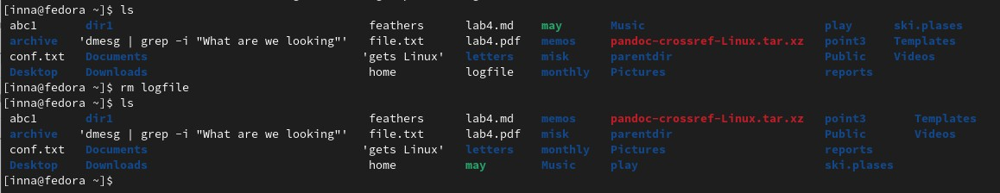 [inna@fedora ~]$ ls
abc1 dir1 feathers lab4.md may Music play ski.plases
archive 'dmesg | grep -i "What are we looking"' file.txt lab4.pdf memos pandoc-crossref-Linux.tar.xz point3 Templates
conf.txt Documents 'gets Linux' letters misk parentdir Public Videos
Desktop Downloads home logfile monthly Pictures reports
[inna@fedora ~]$ rm logfile
[inna@fedora ~]$ ls
abc1 dir1 feathers lab4.md memos pandoc-crossref-Linux.tar.xz point3 Templates
archive 'dmesg | grep -i "What are we looking"' file.txt lab4.pdf misk parentdir Public Videos
conf.txt Documents 'gets Linux' letters monthly Pictures reports
Desktop Downloads home may Music play ski.plases
[inna@fedora ~]$